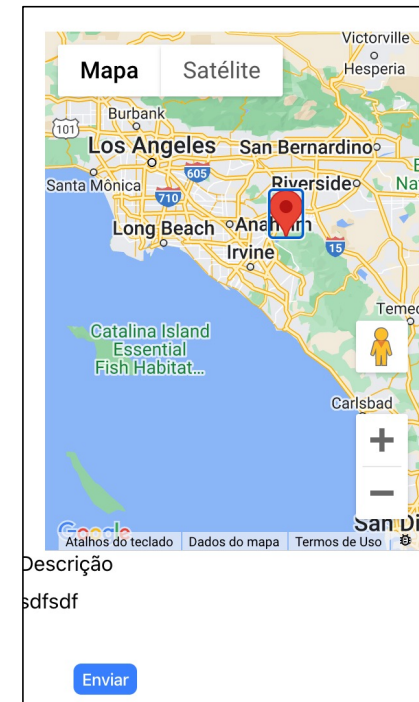 Victorville
Hesperia
Mapa Satélite
Burbank
101
Los Angeles San Bernardino
605
Santa Mônica
Riverside
710
Long Beach
Irvine
15
Catalina Island
Essential
Fish Habitat...
Carlsbad
+
−
Google
Atalhos do teclado Dados do mapa Termos de Uso
Descrição
sdfsdf
Enviar